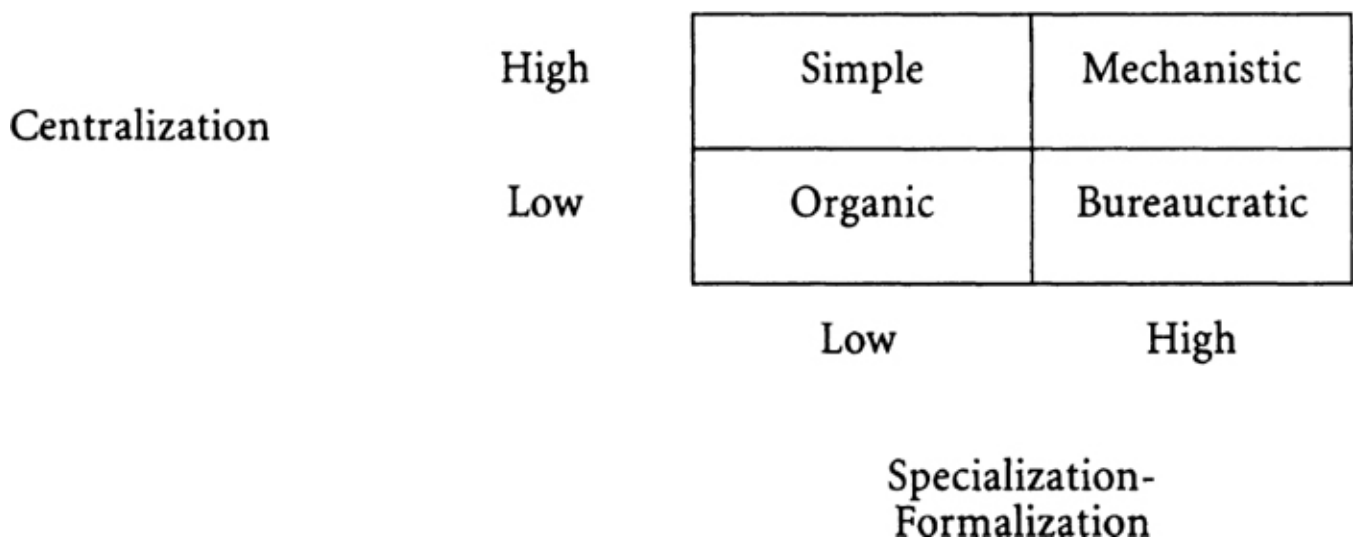 High Simple Mechanistic
Centralization
Low Organic Bureaucratic
Low High
Specialization-
Formalization